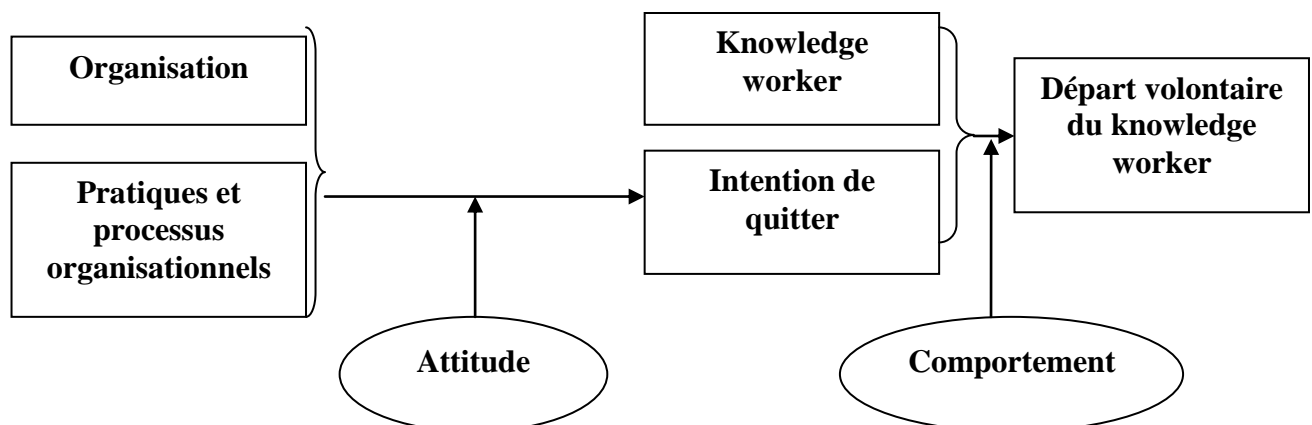 Organisation
Pratiques et
processus
organisationnels
Knowledge
worker
Intention de
quitter
Départ volontaire
du knowledge
worker
Attitude
Comportement